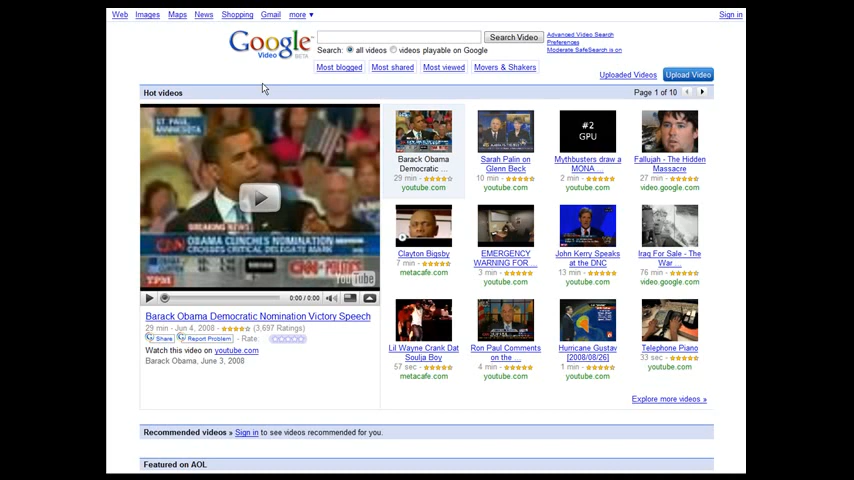 Web Images Maps News Shopping Gmail more ▼ Sign in
Google Video BETA
Search Video
Advanced Video Search
Preferences
Moderate SafeSearch is on
Search: all videos videos playable on Google
Most blogged Most shared Most viewed Movers & Shakers
Uploaded Videos Upload Video
Hot videos Page 1 of 10
ST PAUL
MINNESOTA
BREAKING NEWS
CNN OBAMA CLINCHES NOMINATION
CROSSES CRITICAL DELEGATE MARK
CNN POLITICS
TPM YouTube
0:00 / 0:00
Barack Obama Democratic Nomination Victory Speech
29 min - Jun 4, 2008 - (3,697 Ratings)
Share Report Problem - Rate:
Watch this video on youtube.com
Barack Obama, June 3, 2008
Barack Obama
Democratic ...
29 min -
youtube.com
Sarah Palin on
Glenn Beck
10 min -
youtube.com
#2
GPU
Mythbusters draw a
MONA ...
2 min -
youtube.com
Fallujah - The Hidden
Massacre
27 min -
video.google.com
Clayton Bigsby
7 min -
metacafe.com
EMERGENCY
WARNING FOR ...
3 min -
youtube.com
John Kerry Speaks
at the DNC
13 min -
youtube.com
Iraq For Sale - The
War ...
76 min -
video.google.com
Lil Wayne Crank Dat
Soulja Boy
57 sec -
metacafe.com
Ron Paul Comments
on the ...
4 min -
youtube.com
Hurricane Gustav
[2008/08/26]
1 min -
youtube.com
Telephone Piano
33 sec -
youtube.com
Explore more videos »
Recommended videos » Sign in to see videos recommended for you.
Featured on AOL